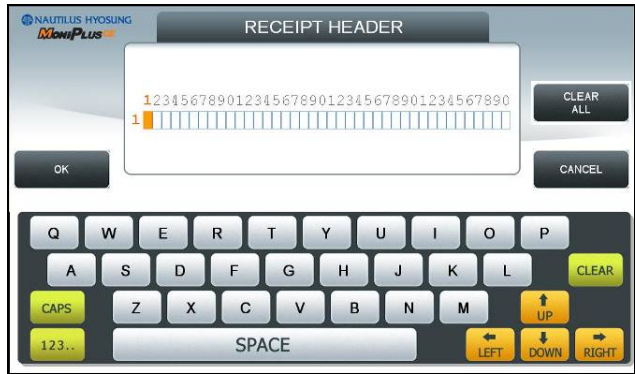 NAUTILUS HYOSUNG
MoniPlus
RECEIPT HEADER
1234567890123456789012345678901234567890
1
CLEAR
ALL
OK
CANCEL
Q W E R T Y U I O P
A S D F G H J K L CLEAR
CAPS Z X C V B N M UP
123.. SPACE LEFT DOWN RIGHT